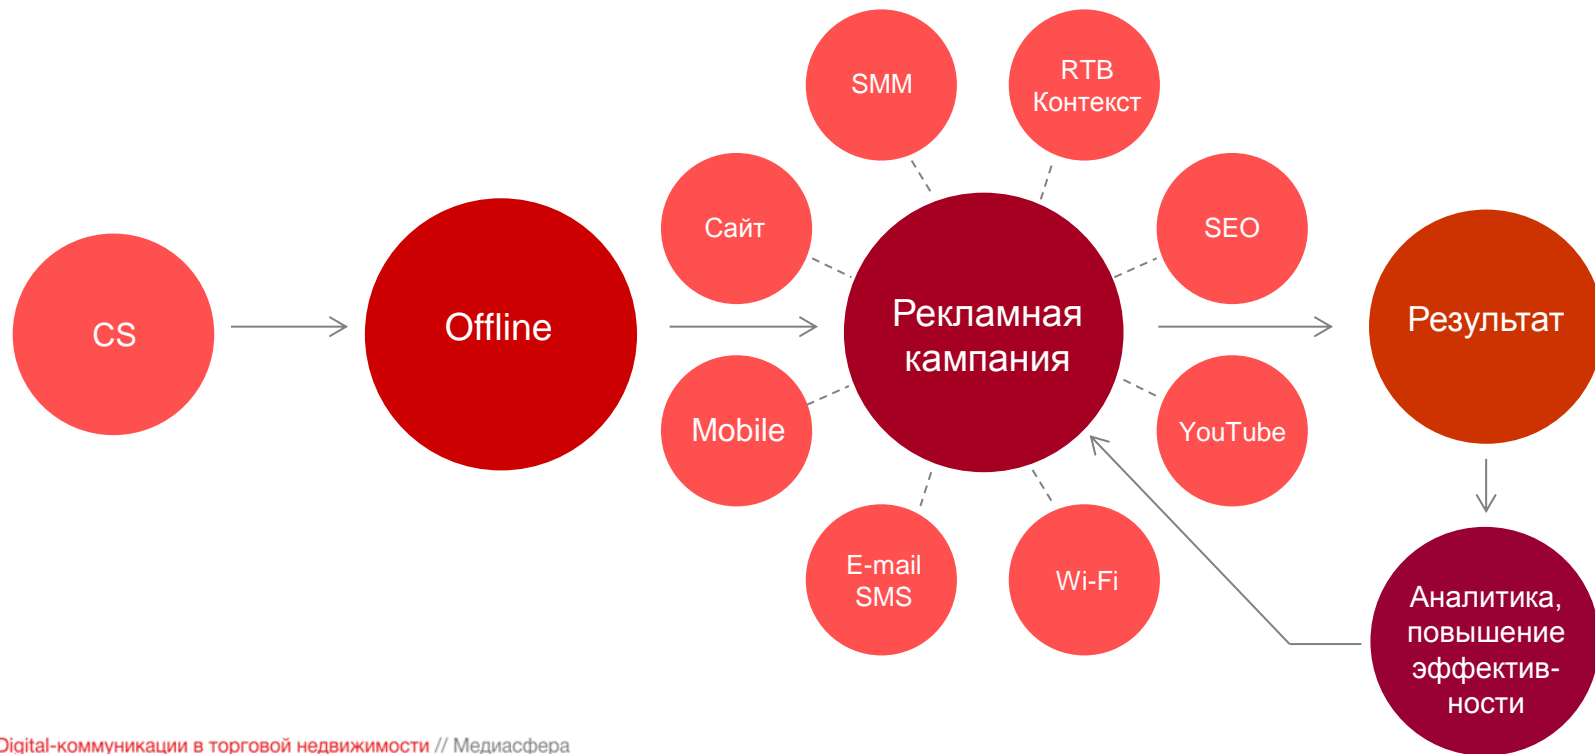 SMM
RTB
Контекст
Сайт
SEO
CS
Offline
Рекламная
кампания
Результат
Mobile
YouTube
E-mail
SMS
Wi-Fi
Аналитика,
повышение
эффектив-
ности
Digital-коммуникации в торговой недвижимости // Медиасфера